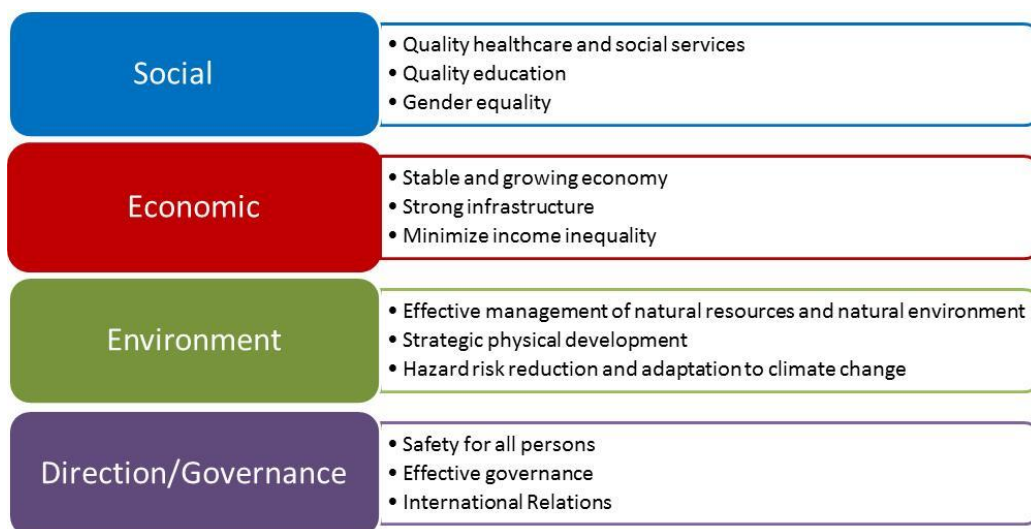 Social
• Quality healthcare and social services
• Quality education
• Gender equality
Economic
• Stable and growing economy
• Strong infrastructure
• Minimize income inequality
Environment
• Effective management of natural resources and natural environment
• Strategic physical development
• Hazard risk reduction and adaptation to climate change
Direction/Governance
• Safety for all persons
• Effective governance
• International Relations